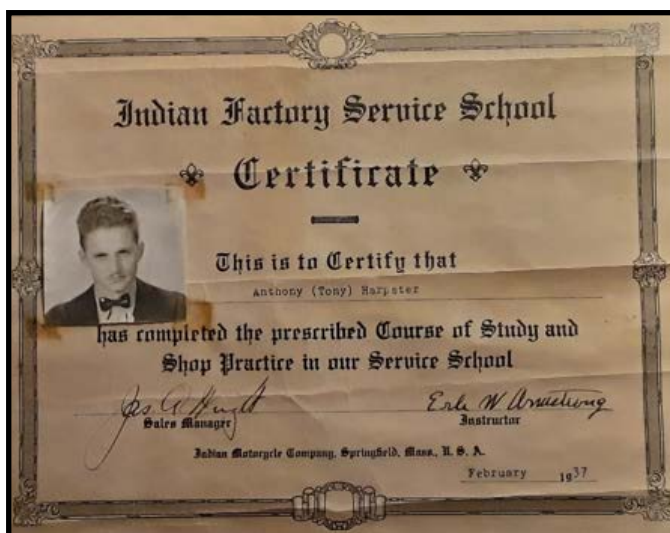 Indian Factory Service School
Certificate
This is to Certify that
Anthony (Tony) Harpster
has completed the prescribed Course of Study and
Shop Practice in our Service School
Jas A Wright Erle W Armstrong
Sales Manager Instructor
Indian Motorcycle Company, Springfield, Mass., U. S. A.
February 1937